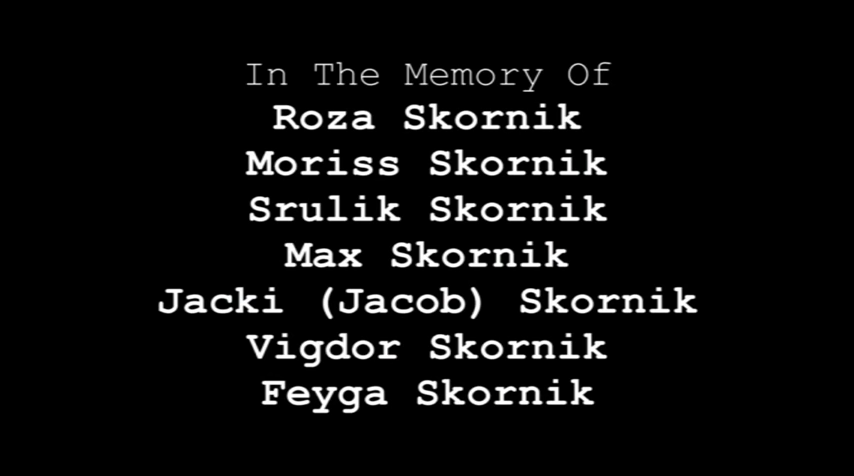 In The Memory Of
Roza Skornik
Moriss Skornik
Srulik Skornik
Max Skornik
Jacki (Jacob) Skornik
Vigdor Skornik
Feyga Skornik